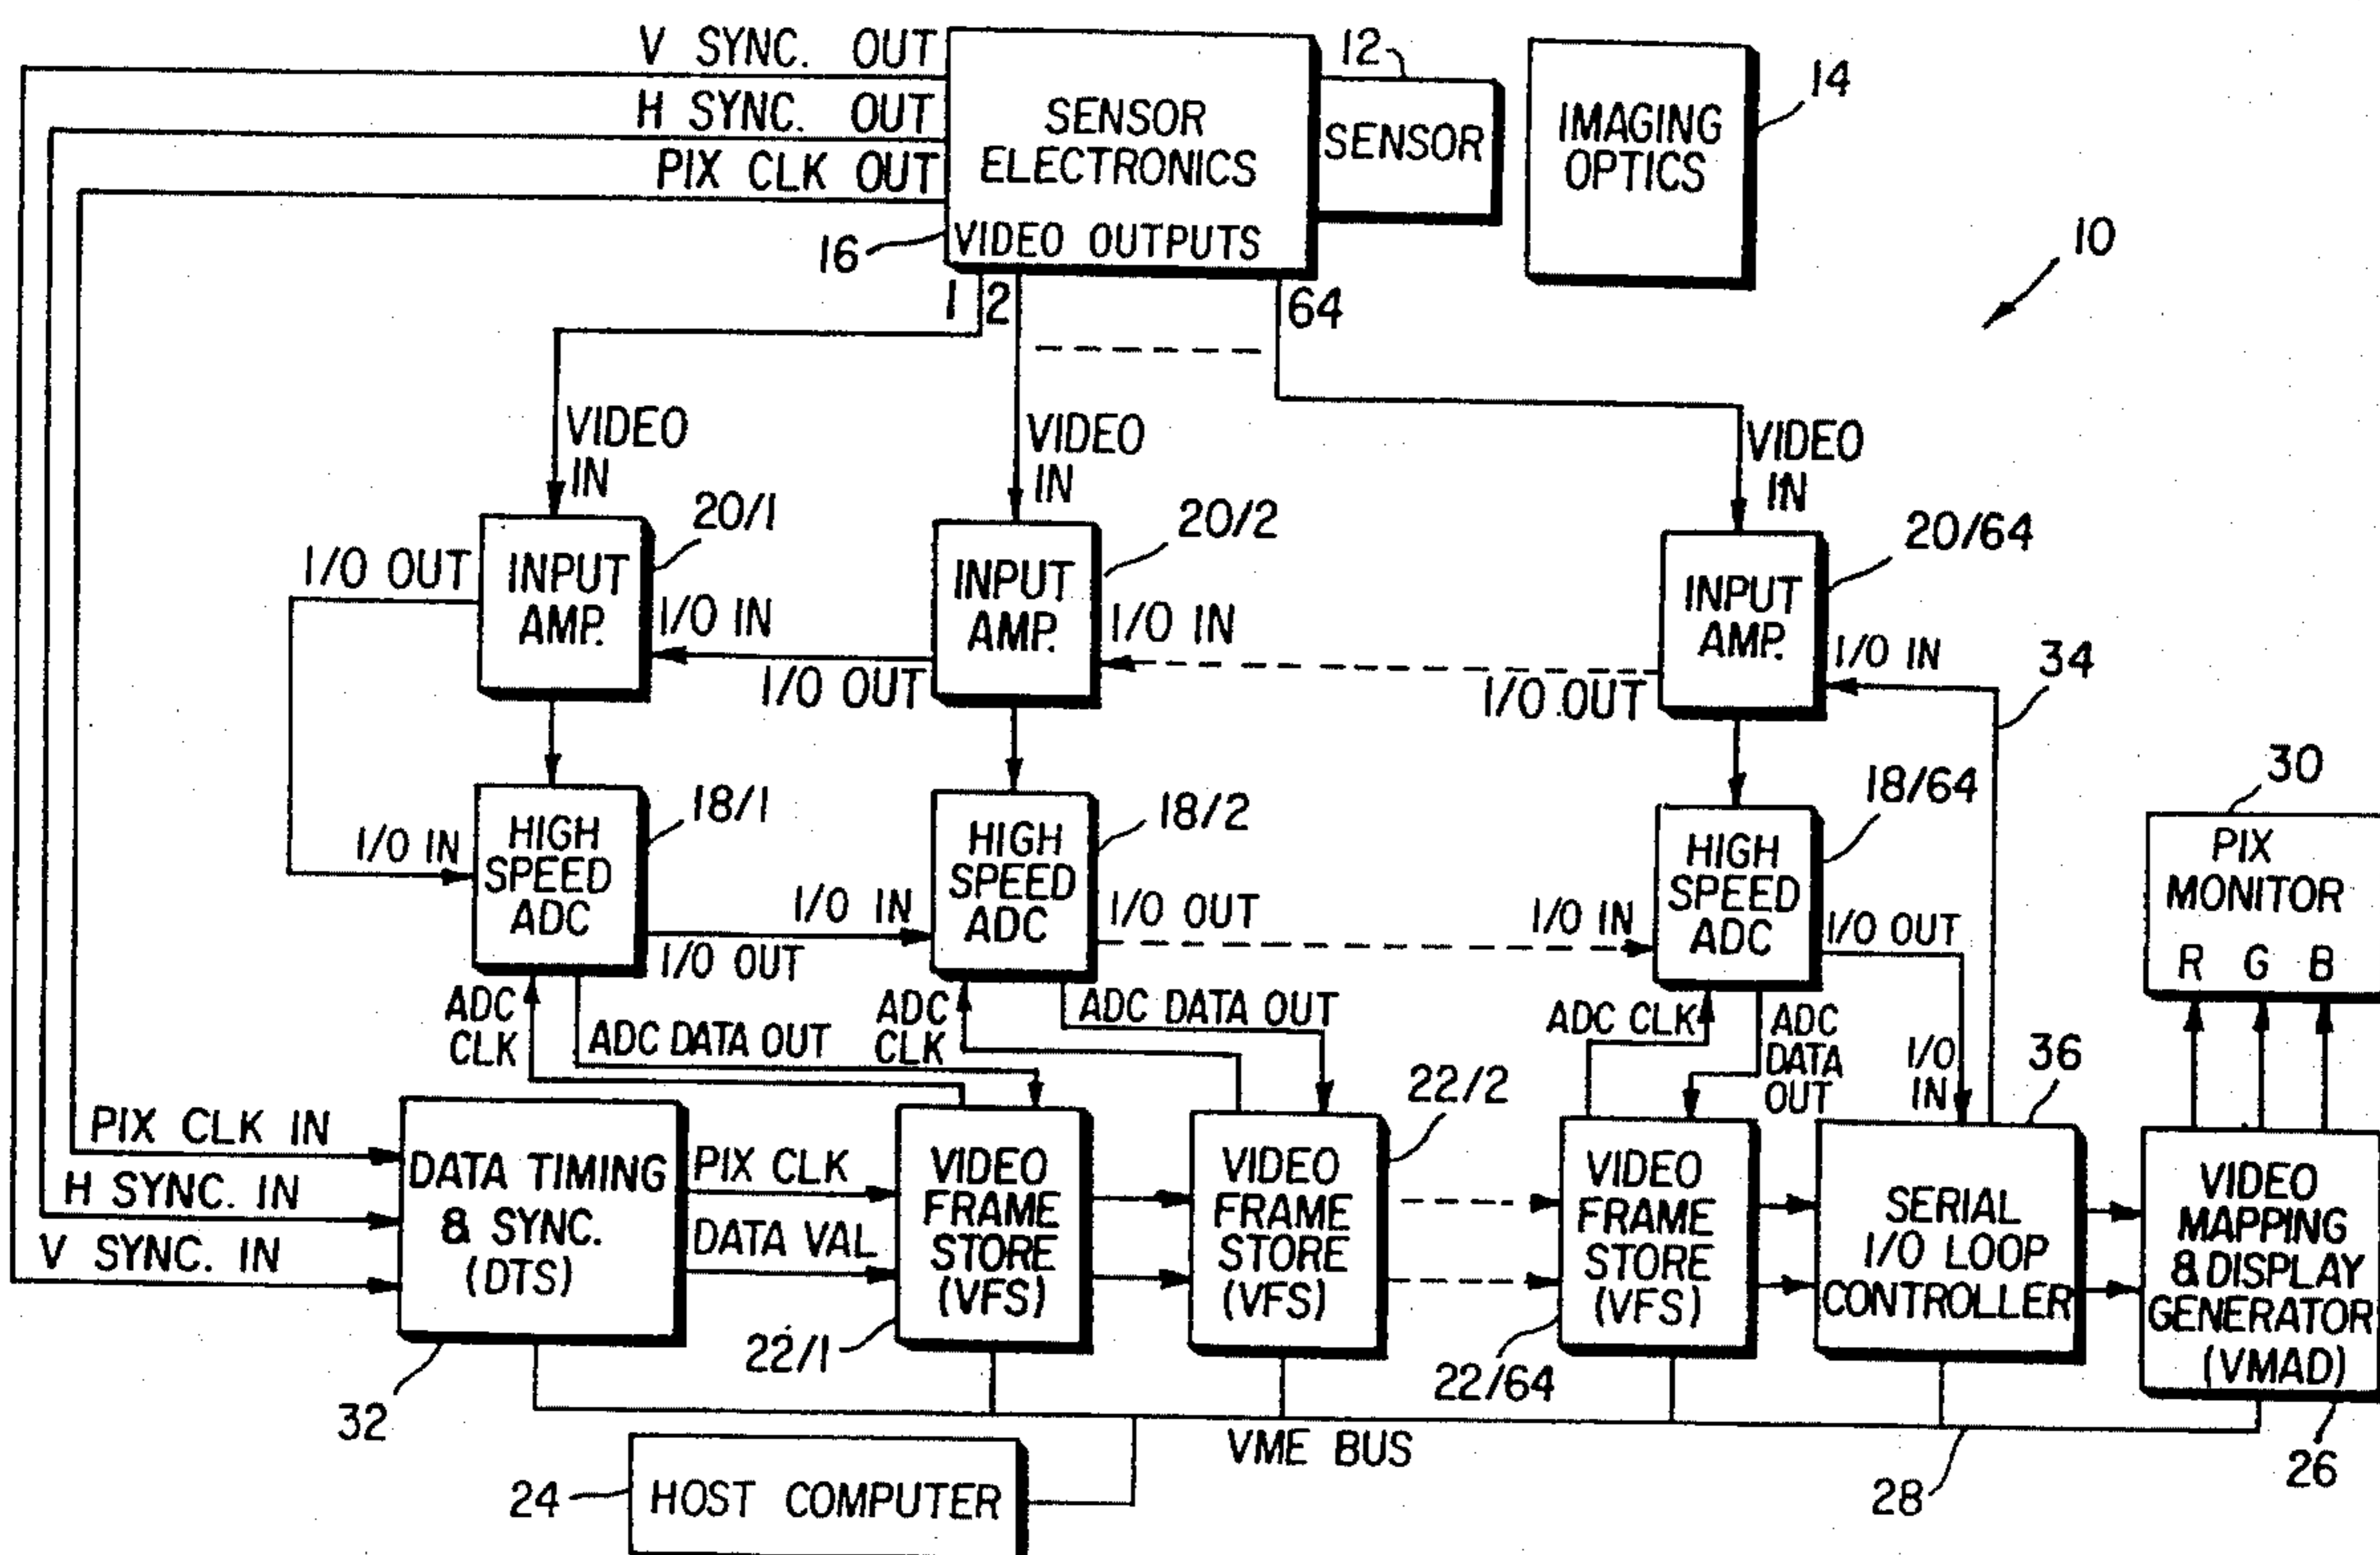 V SYNC. OUT
H SYNC. OUT
PIX CLK OUT
SENSOR
ELECTRONICS
VIDEO OUTPUTS
16
12
SENSOR
IMAGING
OPTICS
14
10
1
2
64
VIDEO
IN
VIDEO
IN
VIDEO
IN
20/1
20/2
20/64
I/O OUT
INPUT
AMP.
I/O IN
I/O OUT
INPUT
AMP.
I/O IN
I/O OUT
INPUT
AMP.
I/O IN
34
18/1
18/2
18/64
I/O IN
HIGH
SPEED
ADC
I/O OUT
I/O IN
HIGH
SPEED
ADC
I/O OUT
I/O IN
HIGH
SPEED
ADC
I/O OUT
30
PIX
MONITOR
R G B
ADC
CLK
ADC DATA OUT
ADC
CLK
ADC DATA OUT
ADC CLK
ADC
DATA
OUT
I/O
IN
36
22/2
PIX CLK IN
H SYNC. IN
V SYNC. IN
DATA TIMING
& SYNC.
(DTS)
PIX CLK
DATA VAL
VIDEO
FRAME
STORE
(VFS)
VIDEO
FRAME
STORE
(VFS)
VIDEO
FRAME
STORE
(VFS)
SERIAL
I/O LOOP
CONTROLLER
VIDEO
MAPPING
& DISPLAY
GENERATOR
(VMAD)
32
22/1
22/64
VME BUS
28
26
24
HOST COMPUTER